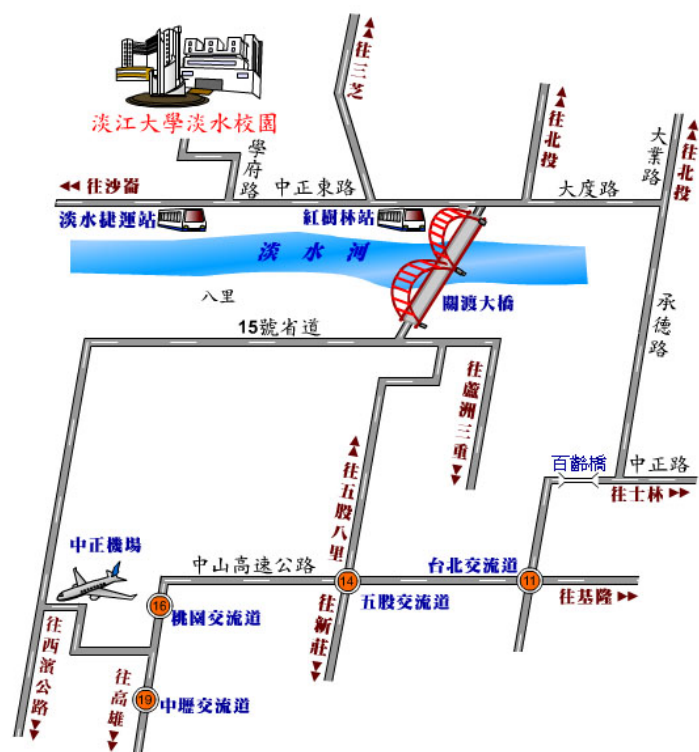 往三芝
淡江大學淡水校園
學府路
往北投
大業路
往北投
往沙崙
中正東路
大度路
淡水捷運站
紅樹林站
淡水河
八里
關渡大橋
15號省道
承德路
往蘆洲三重
往五股八里
百齡橋
中正路
往士林
中正機場
中山高速公路
台北交流道
14
11
16
桃園交流道
五股交流道
往基隆
往新莊
往西濱公路
往高雄
19
中壢交流道